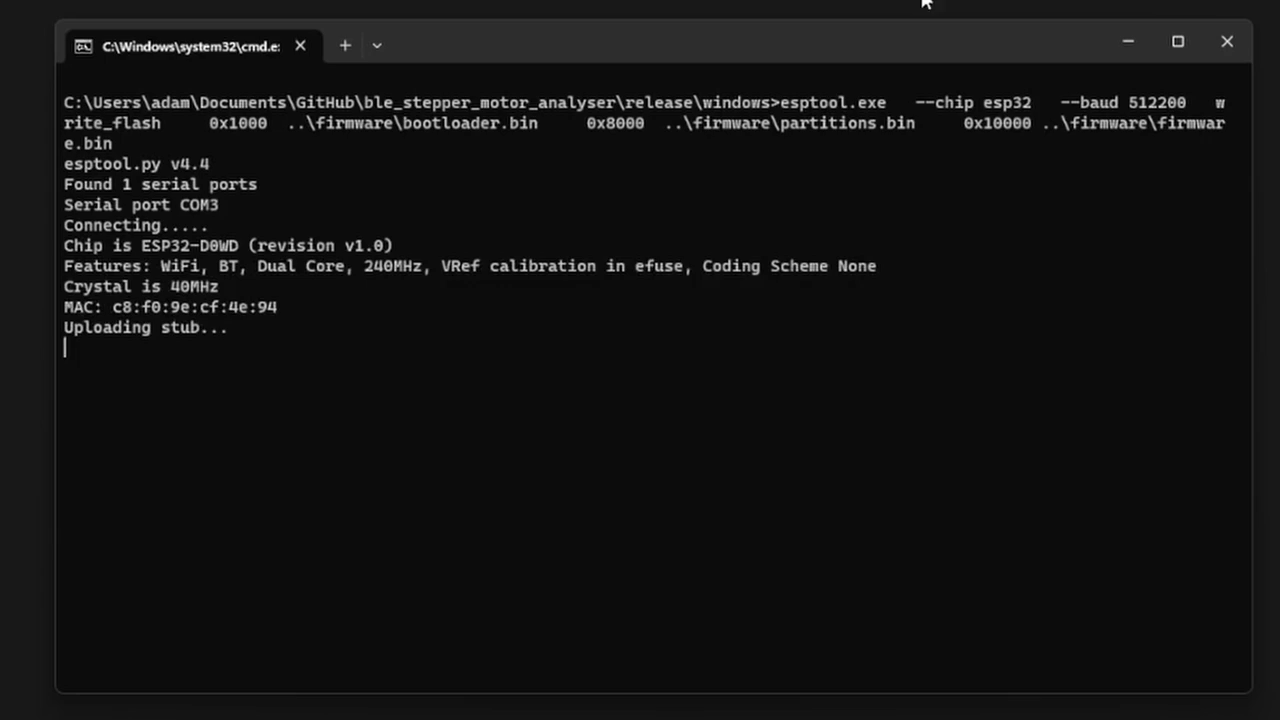 C:\Windows\system32\cmd.e:
C:\Users\adam\Documents\GitHub\ble_stepper_motor_analyser\release\windows>esptool.exe   --chip esp32   --baud 512200   w
rite_flash     0x1000  ..\firmware\bootloader.bin     0x8000  ..\firmware\partitions.bin     0x10000 ..\firmware\firmwar
e.bin
esptool.py v4.4
Found 1 serial ports
Serial port COM3
Connecting.....
Chip is ESP32-D0WD (revision v1.0)
Features: WiFi, BT, Dual Core, 240MHz, VRef calibration in efuse, Coding Scheme None
Crystal is 40MHz
MAC: c8:f0:9e:cf:4e:94
Uploading stub...